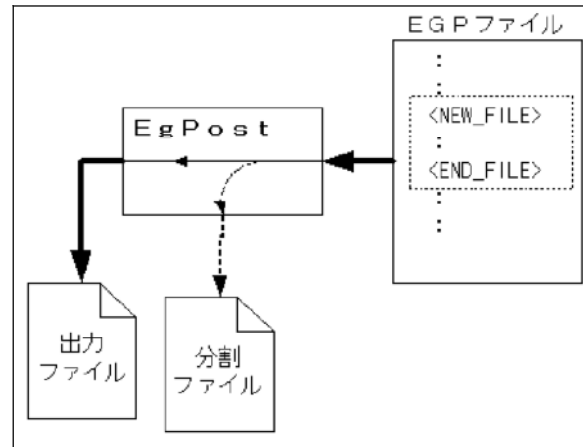 ＥＧＰファイル
：
：
<NEW_FILE>
：
<END_FILE>
：
：
ＥｇＰｏｓｔ
出力
ファイル
分割
ファイル